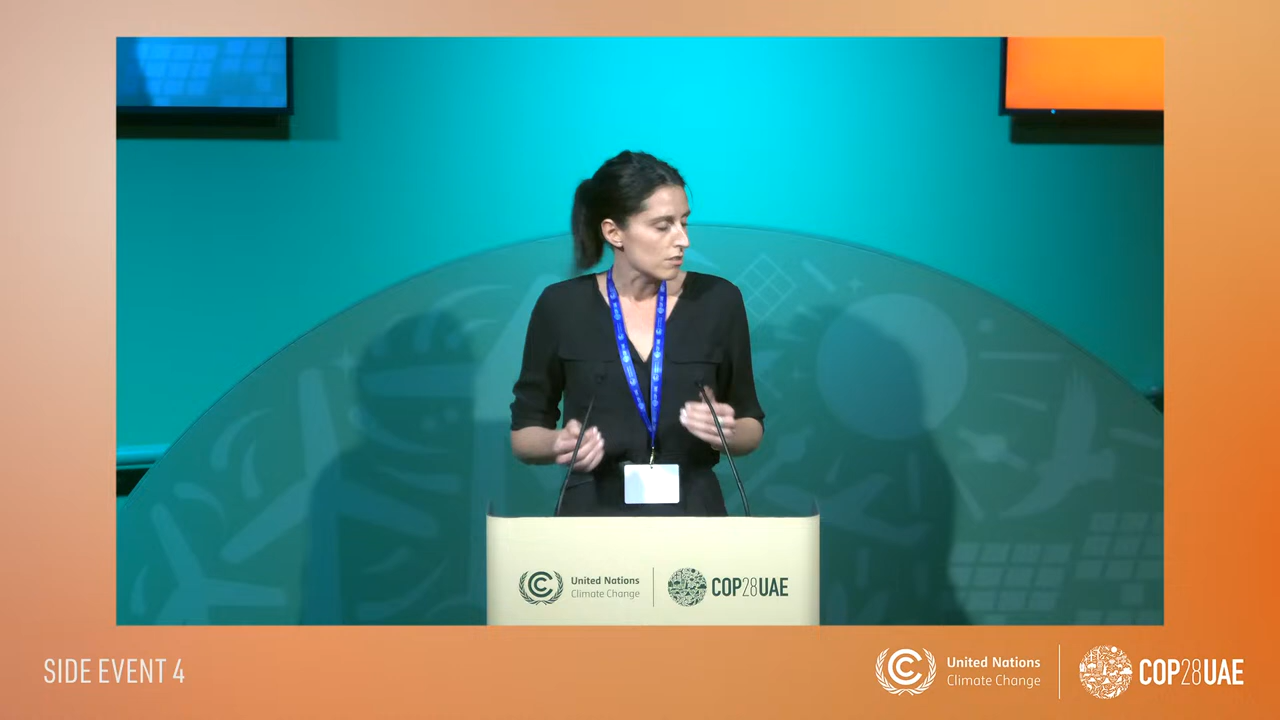 United Nations
Climate Change
COP28UAE
SIDE EVENT 4
United Nations
Climate Change
COP28UAE